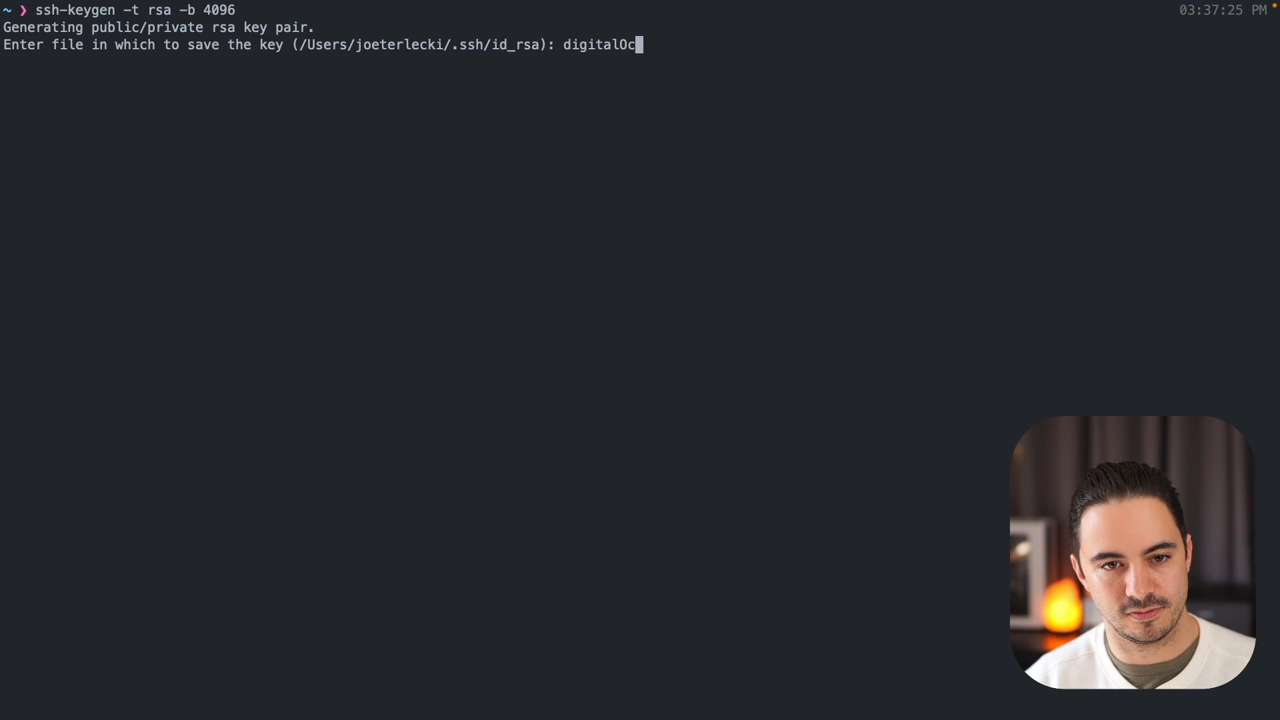 ~ ❯ ssh-keygen -t rsa -b 4096
03:37:25 PM
Generating public/private rsa key pair.
Enter file in which to save the key (/Users/joeterlecki/.ssh/id_rsa): digitalOc